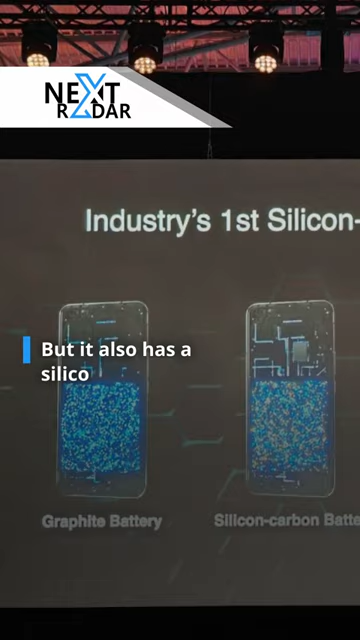 NEXT
RADAR
Industry's 1st Silicon-
But it also has a
silico
Graphite Battery
Silicon-carbon Batte